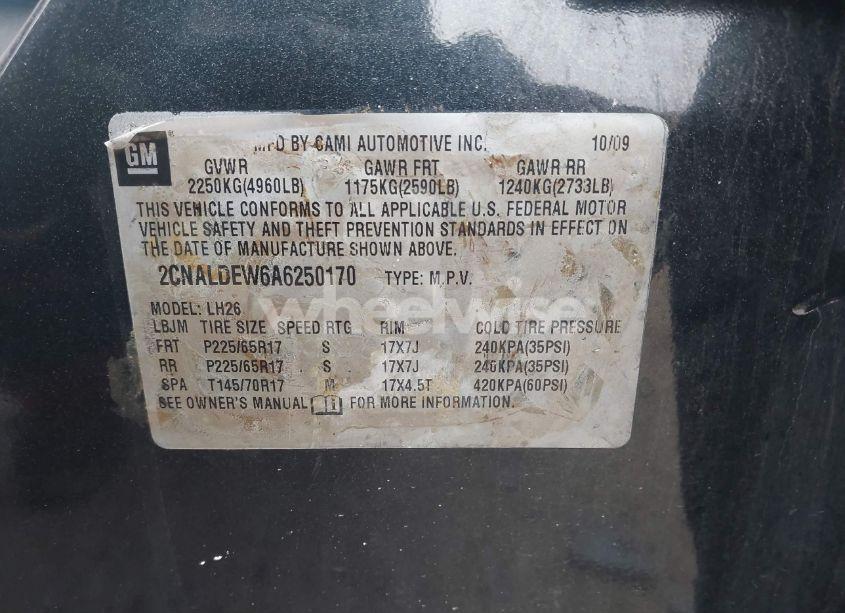 GM
MFD BY CAMI AUTOMOTIVE INC. 10/09
GVWR GAWR FRT GAWR RR
2250KG(4960LB) 1175KG(2590LB) 1240KG(2733LB)
THIS VEHICLE CONFORMS TO ALL APPLICABLE U.S. FEDERAL MOTOR
VEHICLE SAFETY AND THEFT PREVENTION STANDARDS IN EFFECT ON
THE DATE OF MANUFACTURE SHOWN ABOVE.
2CNALDEW6A6250170 TYPE: M.P.V.
wheelwise
MODEL: LH26
LBJM TIRE SIZE SPEED RTG RIM COLD TIRE PRESSURE
FRT P225/65R17 S 17X7J 240KPA(35PSI)
RR P225/65R17 S 17X7J 240KPA(35PSI)
SPA T145/70R17 M 17X4.5T 420KPA(60PSI)
SEE OWNER'S MANUAL FOR MORE INFORMATION.